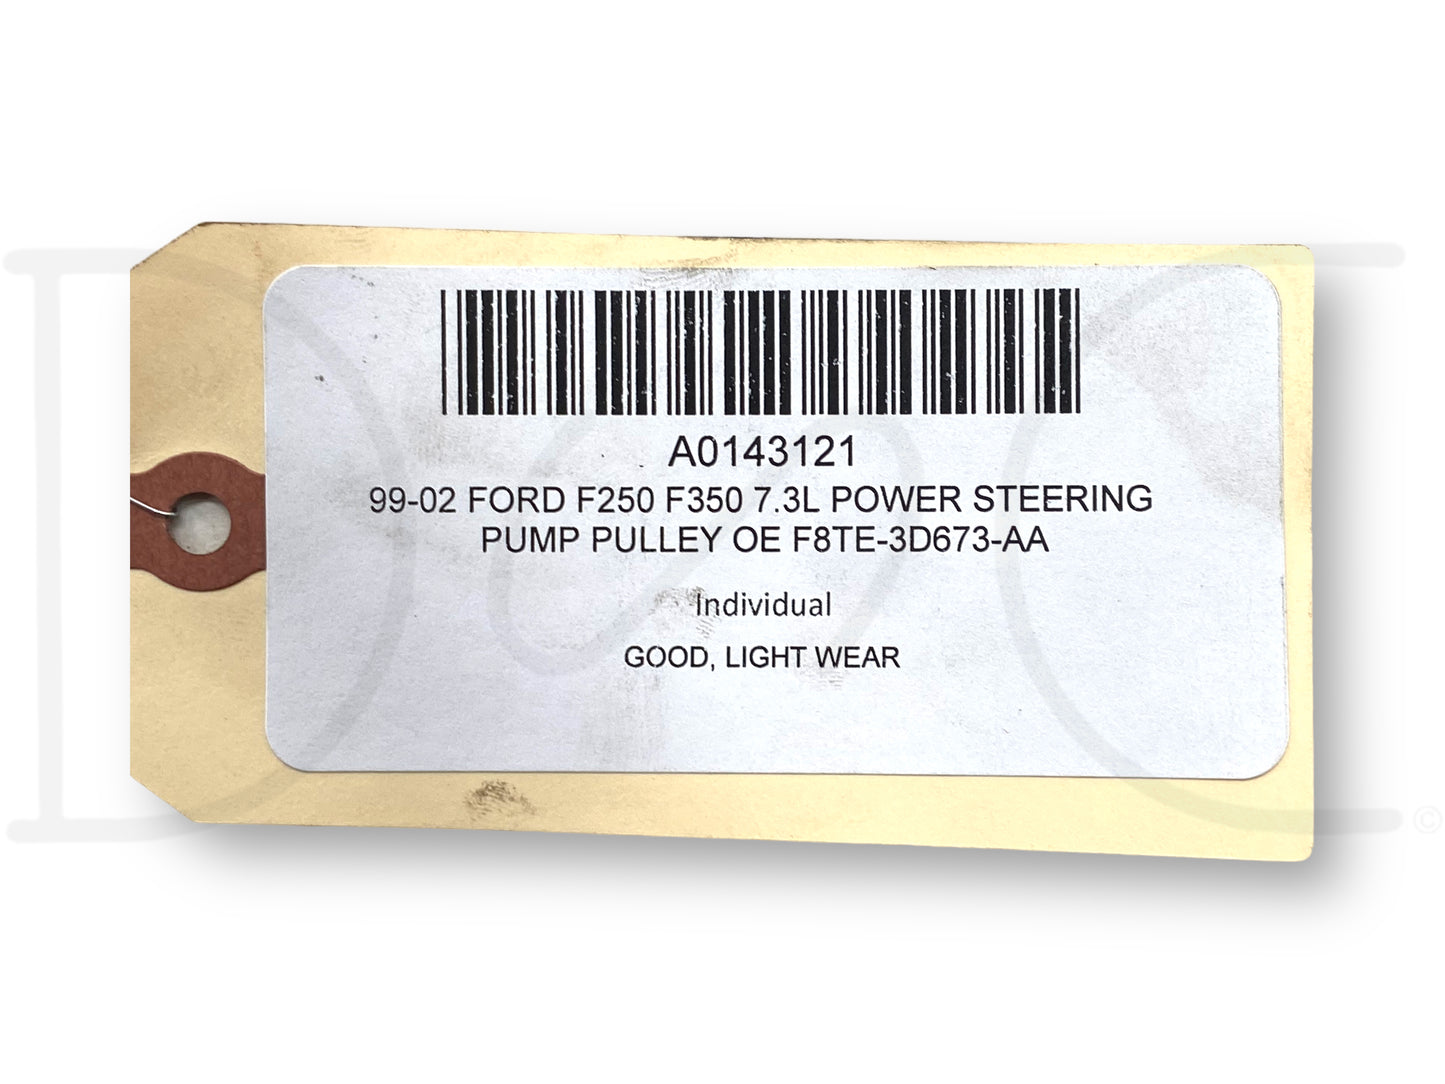 A0143121
99-02 FORD F250 F350 7.3L POWER STEERING
PUMP PULLEY OE F8TE-3D673-AA
Individual
GOOD, LIGHT WEAR
©